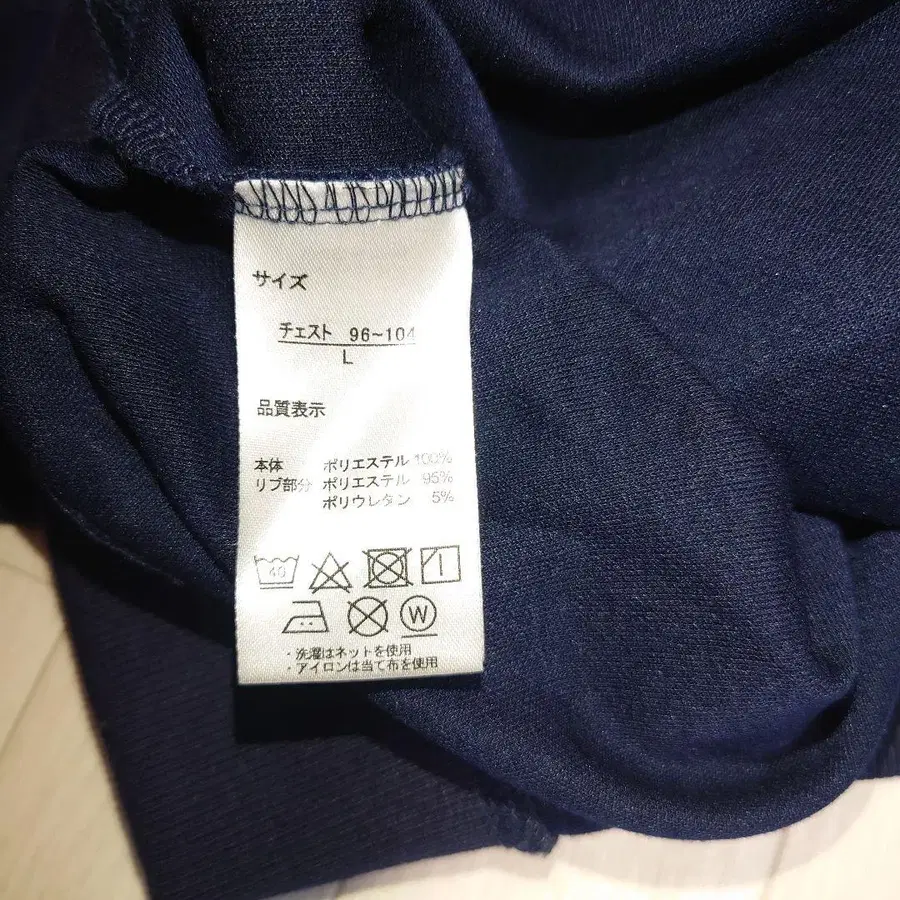 サイズ
チェスト 96~104
L
品質表示
本体 ポリエステル 100%
リブ部分 ポリエステル 95%
ポリウレタン 5%
40
W
・洗濯はネットを使用
・アイロンは当て布を使用